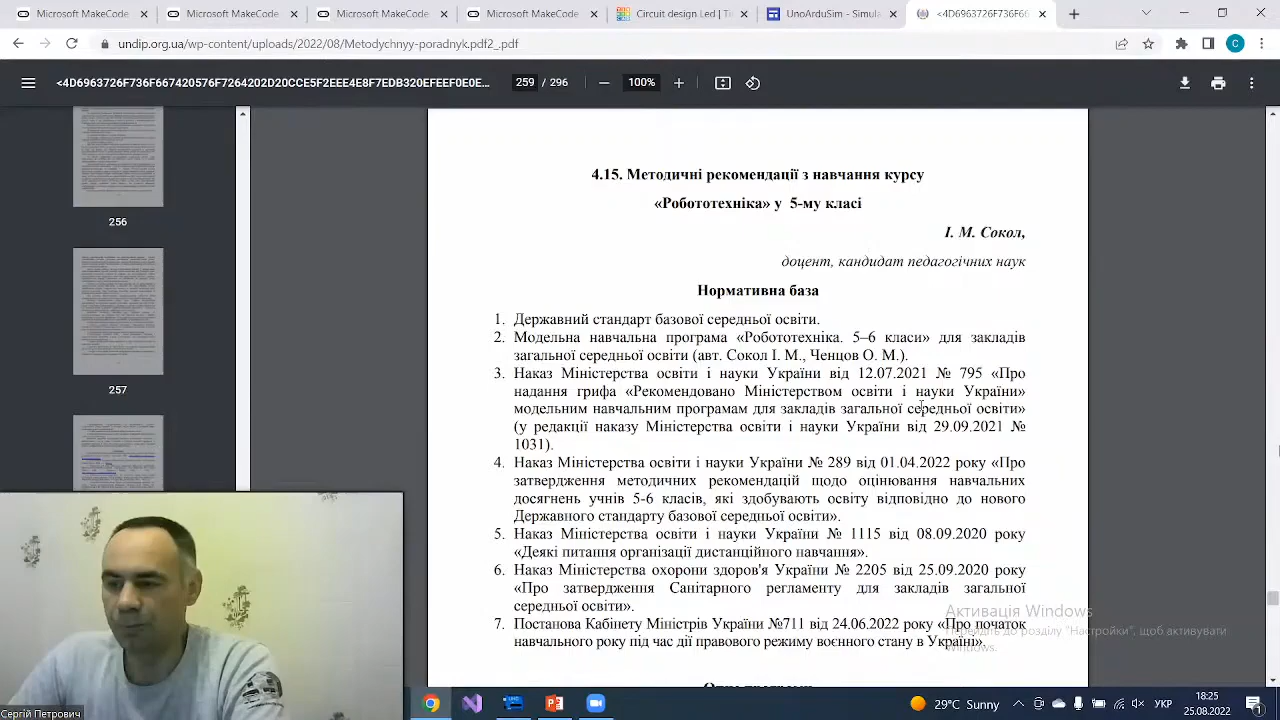 Microsoft MakeCode
Microsoft MakeCode
Microsoft MakeCode
Microsoft MakeCode
Circuit design Led | Ti
UnoArduSim - Simula
<4D6963726F736F66
undip.org.ua/wp-content/uploads/2022/08/Metodychnyy-poradnyk.pd2_.pdf
<4D6963726F736F667420576F7264202D20CCE5F2EEE4E8F7EDB320EFEEF0E0E...
259 / 296
100%
256
257
4.15. Методичні рекомендації з навчання курсу
«Робототехніка» у 5-му класі
І. М. Сокол,
доцент, кандидат педагогічних наук
Нормативна база
1. Державний стандарт базової середньої освіти.
2. Модельна навчальна програма «Робототехніка. 5–6 класи» для закладів
загальної середньої освіти (авт. Сокол І. М., Ченцов О. М.).
3. Наказ Міністерства освіти і науки України від 12.07.2021 № 795 «Про
надання грифа «Рекомендовано Міністерством освіти і науки України»
модельним навчальним програмам для закладів загальної середньої освіти»
(у редакції наказу Міністерства освіти і науки України від 29.09.2021 №
1031).
4. Наказ Міністерства освіти і науки України № 289 від 01.04.2022 року «Про
затвердження методичних рекомендацій щодо оцінювання навчальних
досягнень учнів 5-6 класів, які здобувають освіту відповідно до нового
Державного стандарту базової середньої освіти».
5. Наказ Міністерства освіти і науки України № 1115 від 08.09.2020 року
«Деякі питання організації дистанційного навчання».
6. Наказ Міністерства охорони здоров'я України № 2205 від 25.09.2020 року
«Про затвердження Санітарного регламенту для закладів загальної
середньої освіти».
7. Постанова Кабінету Міністрів України №711 від 24.06.2022 року «Про початок
навчального року під час дії правового режиму воєнного стану в Україні».
Активація Windows
Перейдіть до розділу "Настройки", щоб активувати
Windows.
Сергій Петрович
29°C Sunny
УКР
18:25
25.08.2022